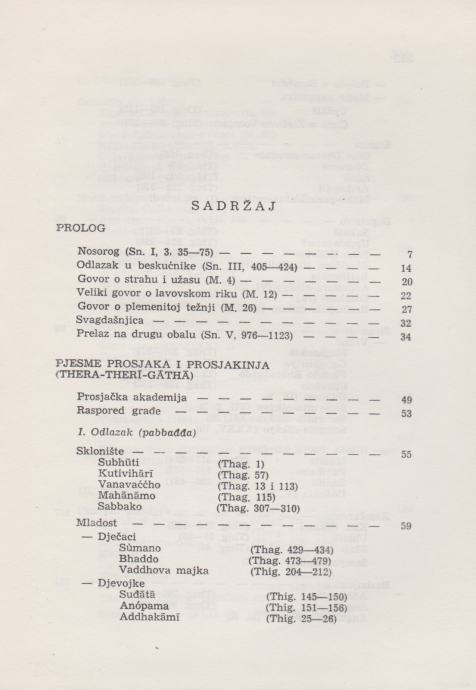 SADRŽAJ
PROLOG
Nosorog (Sn. I, 3, 35—75) — — — — — — — 7
Odlazak u beskućnike (Sn. III, 405—424) — — — — 14
Govor o strahu i užasu (M. 4) — — — — — — — 20
Veliki govor o lavovskom riku (M. 12) — — — — — 22
Govor o plemenitoj težnji (M. 26) — — — — — — 27
Svagdašnjica — — — — — — — — — — — 32
Prelaz na drugu obalu (Sn. V, 976—1123) — — — — 34
PJESME PROSJAKA I PROSJAKINJA
(THERA-THERĪ-GĀTHĀ)
Prosjačka akademija — — — — — — — — — 49
Raspored građe — — — — — — — — — — 53
I. Odlazak (pabbađđa)
Sklonište — — — — — — — — — — — — 55
Subhūti (Thag. 1)
Kutivihārī (Thag. 57)
Vanavaććho (Thag. 13 i 113)
Mahānāmo (Thag. 115)
Sabbako (Thag. 307—310)
Mladost — — — — — — — — — — — — 59
— Dječaci
Sùmano (Thag. 429—434)
Bhaddo (Thag. 473—479)
Vaddhova majka (Thig. 204—212)
— Djevojke
Suđātā (Thig. 145—150)
Anópama (Thig. 151—156)
Addhakāmī (Thig. 25—26)